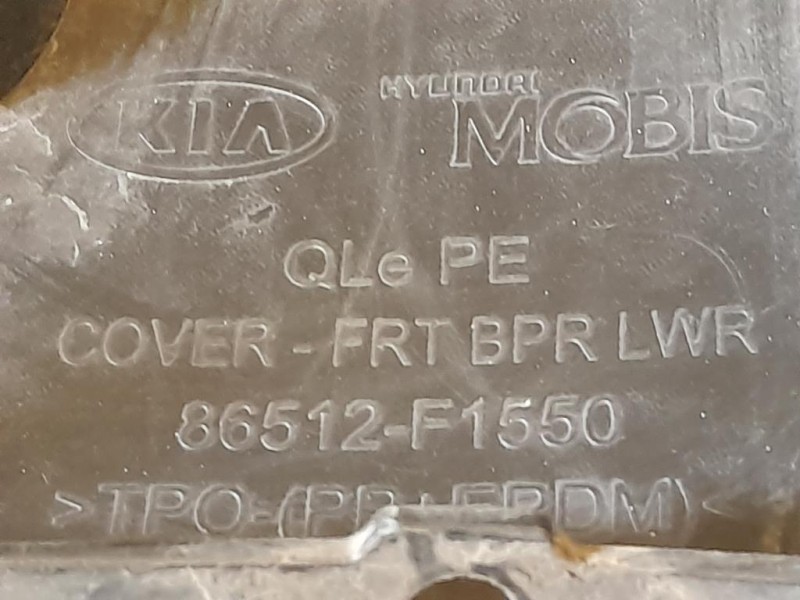 KIA HYUNDAI MOBIS
QLe PE
COVER - FRT BPR LWR
86512-F1550
>TPO-(PP+EPDM)<